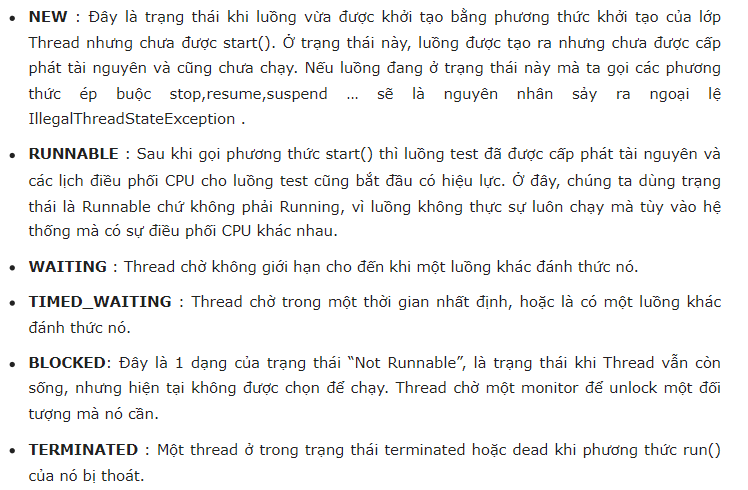 • NEW : Đây là trạng thái khi luồng vừa được khởi tạo bằng phương thức khởi tạo của lớp
Thread nhưng chưa được start(). Ở trạng thái này, luồng được tạo ra nhưng chưa được cấp
phát tài nguyên và cũng chưa chạy. Nếu luồng đang ở trạng thái này mà ta gọi các phương
thức ép buộc stop,resume,suspend … sẽ là nguyên nhân sảy ra ngoại lệ
IllegalThreadStateException .
• RUNNABLE : Sau khi gọi phương thức start() thì luồng test đã được cấp phát tài nguyên và
các lịch điều phối CPU cho luồng test cũng bắt đầu có hiệu lực. Ở đây, chúng ta dùng trạng
thái là Runnable chứ không phải Running, vì luồng không thực sự luôn chạy mà tùy vào hệ
thống mà có sự điều phối CPU khác nhau.
• WAITING : Thread chờ không giới hạn cho đến khi một luồng khác đánh thức nó.
• TIMED_WAITING : Thread chờ trong một thời gian nhất định, hoặc là có một luồng khác
đánh thức nó.
• BLOCKED: Đây là 1 dạng của trạng thái “Not Runnable”, là trạng thái khi Thread vẫn còn
sống, nhưng hiện tại không được chọn để chạy. Thread chờ một monitor để unlock một đối
tượng mà nó cần.
• TERMINATED : Một thread ở trong trạng thái terminated hoặc dead khi phương thức run()
của nó bị thoát.